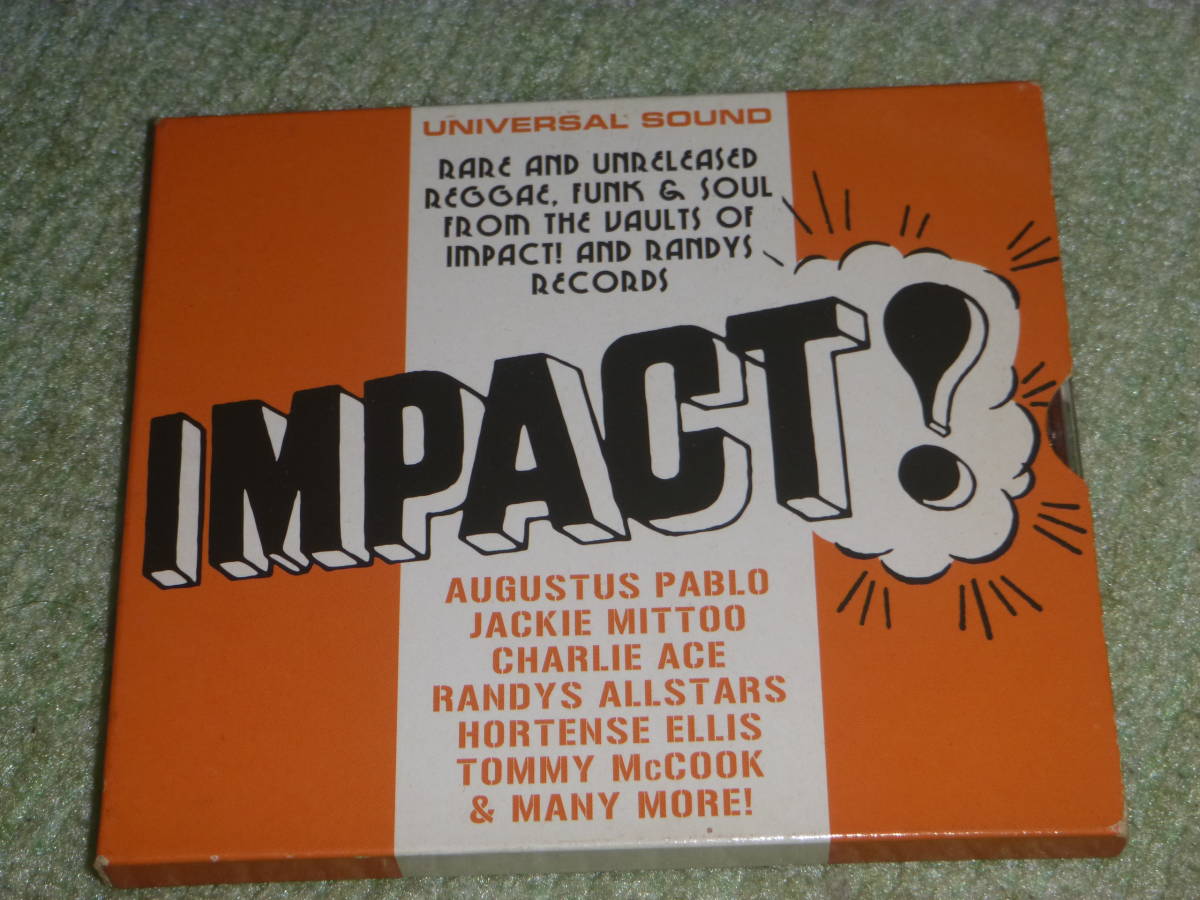 UNIVERSAL SOUND
RARE AND UNRELEASED
REGGAE, FUNK & SOUL
FROM THE VAULTS OF
IMPACT! AND RANDYS
RECORDS
IMPACT!
AUGUSTUS PABLO
JACKIE MITTOO
CHARLIE ACE
RANDYS ALLSTARS
HORTENSE ELLIS
TOMMY McCOOK
& MANY MORE!